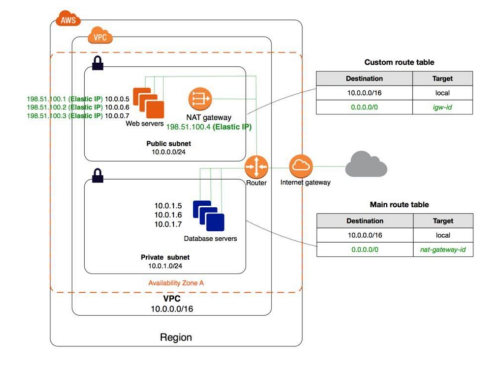 AWS
VPC
Custom route table
Destination Target
10.0.0.0/16 local
0.0.0.0/0 igw-id
198.51.100.1 (Elastic IP) 10.0.0.5
198.51.100.2 (Elastic IP) 10.0.0.6
198.51.100.3 (Elastic IP) 10.0.0.7
Web servers
NAT gateway
198.51.100.4 (Elastic IP)
Public subnet
10.0.0.0/24
Router
Internet gateway
10.0.1.5
10.0.1.6
10.0.1.7
Database servers
Private subnet
10.0.1.0/24
Main route table
Destination Target
10.0.0.0/16 local
0.0.0.0/0 nat-gateway-id
Availability Zone A
VPC
10.0.0.0/16
Region